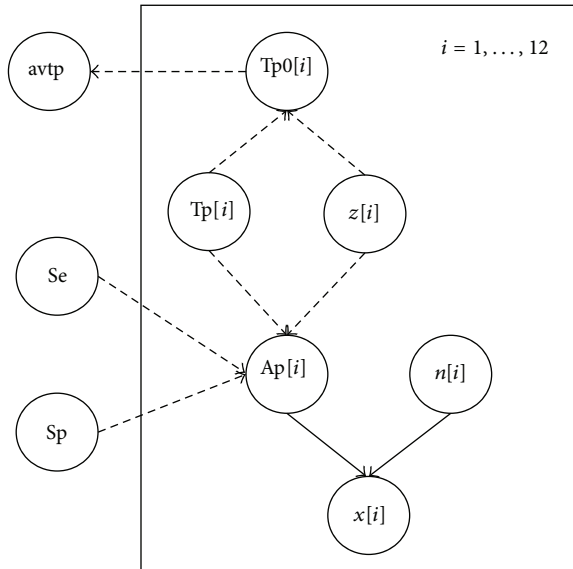 i = 1, . . . , 12
avtp
Tp0[i]
Tp[i]
z[i]
Se
Ap[i]
n[i]
Sp
x[i]